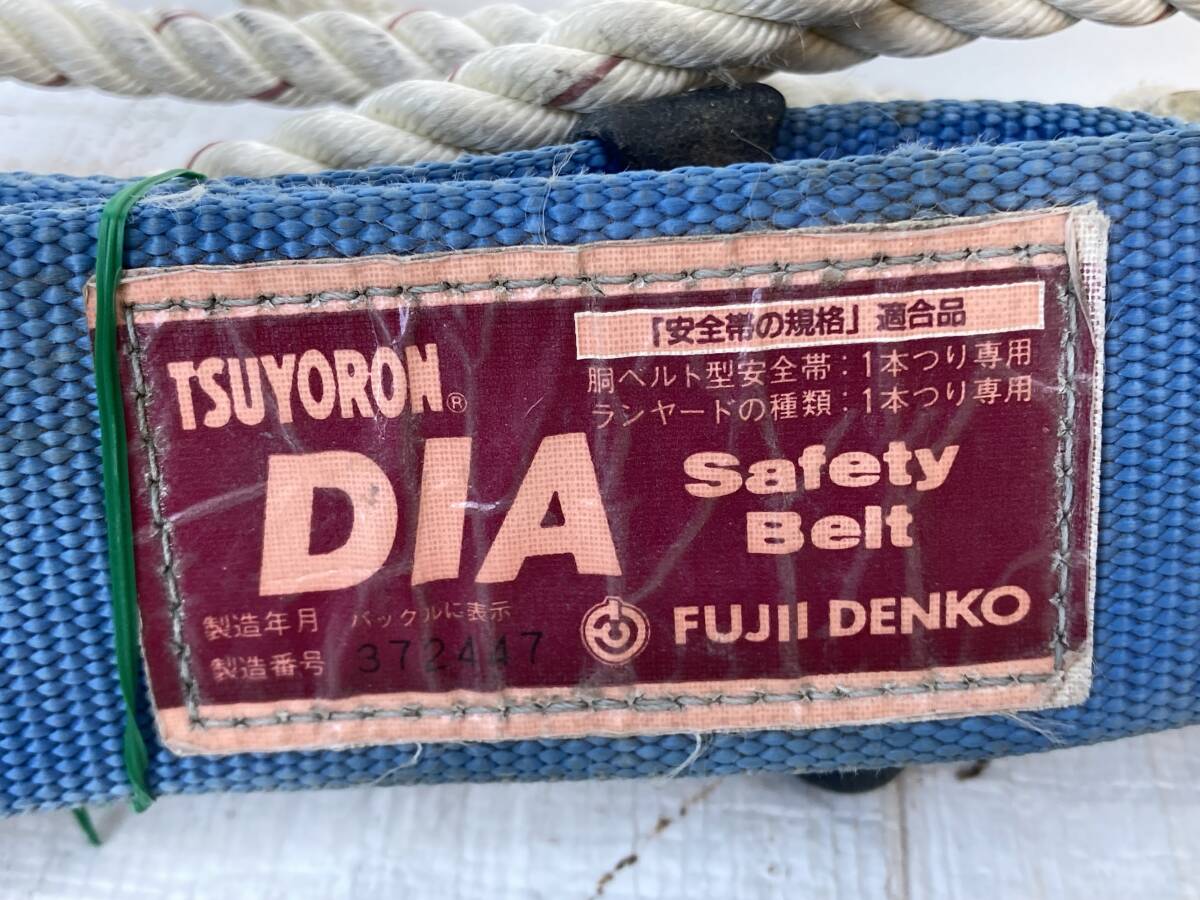 「安全帯の規格」適合品
胴ベルト型安全帯：1本つり専用
ランヤードの種類：1本つり専用
TSUYORON®
DIA
Safety
Belt
製造年月 バックルに表示
製造番号 372447
FUJII DENKO